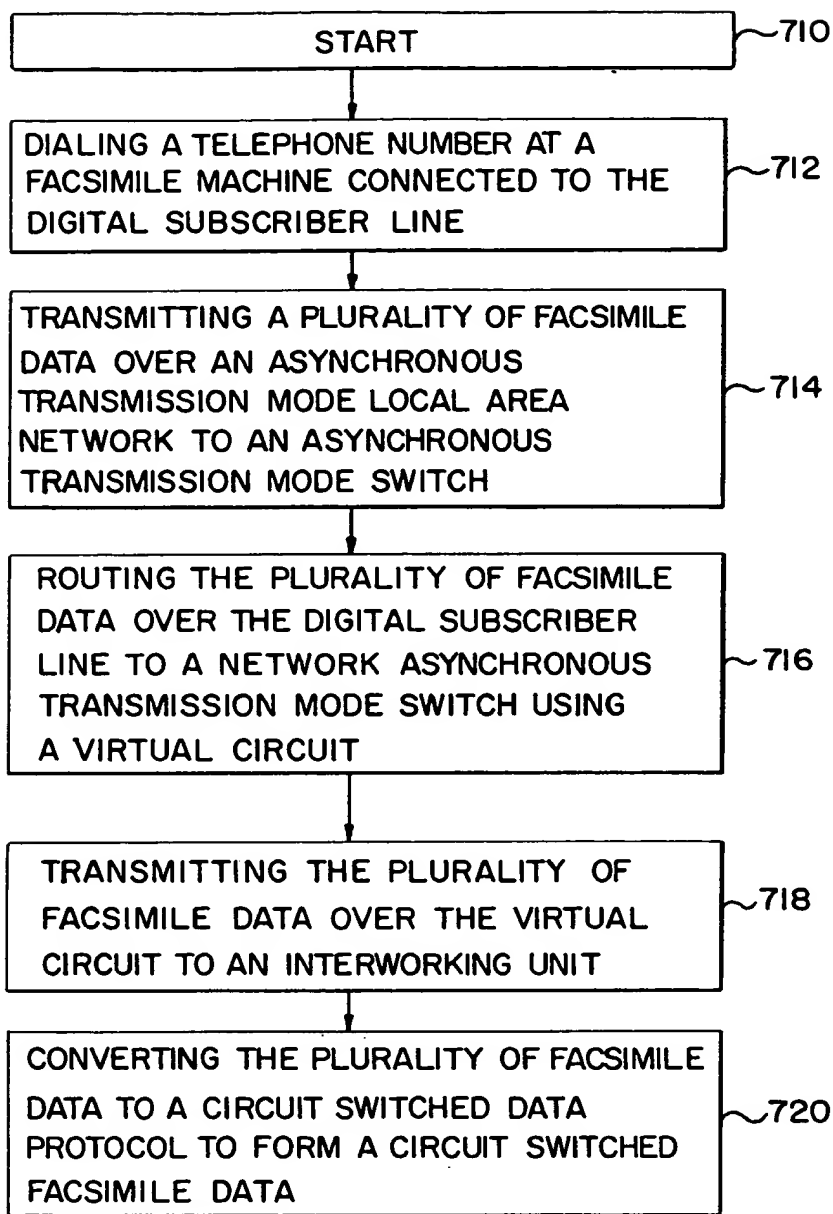 START
710
DIALING A TELEPHONE NUMBER AT A
FACSIMILE MACHINE CONNECTED TO THE
DIGITAL SUBSCRIBER LINE
712
TRANSMITTING A PLURALITY OF FACSIMILE
DATA OVER AN ASYNCHRONOUS
TRANSMISSION MODE LOCAL AREA
NETWORK TO AN ASYNCHRONOUS
TRANSMISSION MODE SWITCH
714
ROUTING THE PLURALITY OF FACSIMILE
DATA OVER THE DIGITAL SUBSCRIBER
LINE TO A NETWORK ASYNCHRONOUS
TRANSMISSION MODE SWITCH USING
A VIRTUAL CIRCUIT
716
TRANSMITTING THE PLURALITY OF
FACSIMILE DATA OVER THE VIRTUAL
CIRCUIT TO AN INTERWORKING UNIT
718
CONVERTING THE PLURALITY OF FACSIMILE
DATA TO A CIRCUIT SWITCHED DATA
PROTOCOL TO FORM A CIRCUIT SWITCHED
FACSIMILE DATA
720